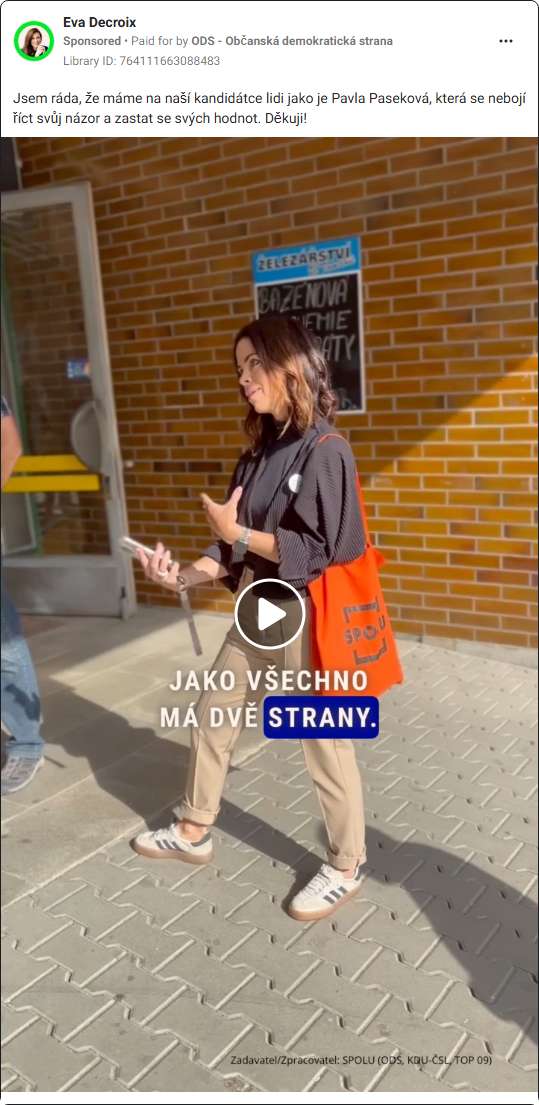 Eva Decroix
Sponsored • Paid for by ODS - Občanská demokratická strana
Library ID: 764111663088483
Jsem ráda, že máme na naší kandidátce lidi jako je Pavla Paseková, která se nebojí
říct svůj názor a zastat se svých hodnot. Děkuji!
ŽELEZÁŘSTVÍ
BAZÉNOVÁ
SPOLU
JAKO VŠECHNO
MÁ DVĚ STRANY.
Zadavatel/Zpracovatel: SPOLU (ODS, KDU-ČSL, TOP 09)